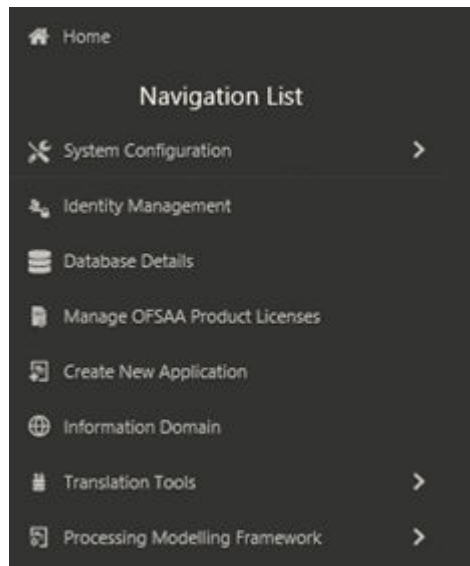 Home
Navigation List
System Configuration
Identity Management
Database Details
Manage OFSAA Product Licenses
Create New Application
Information Domain
Translation Tools
Processing Modelling Framework